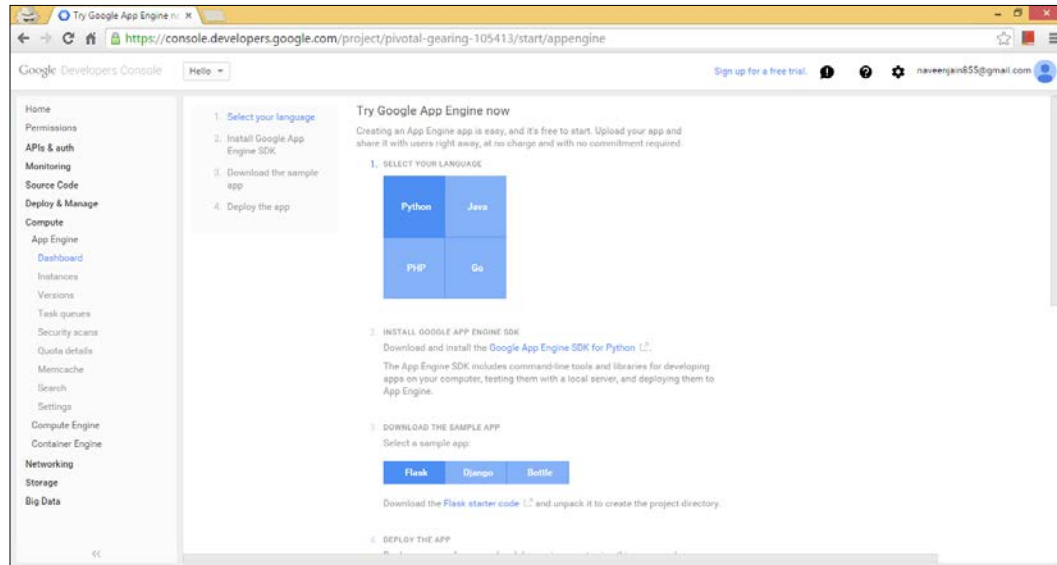 Try Google App Engine no
https://console.developers.google.com/project/pivotal-gearing-105413/start/appengine
Google Developers Console
Hello
Sign up for a free trial.
naveenjain855@gmail.com
Home
Permissions
APIs & auth
Monitoring
Source Code
Deploy & Manage
Compute
App Engine
Dashboard
Instances
Versions
Task queues
Security scans
Quota details
Memcache
Search
Settings
Compute Engine
Container Engine
Networking
Storage
Big Data
1. Select your language
2. Install Google App
Engine SDK
3. Download the sample
app
4. Deploy the app
Try Google App Engine now
Creating an App Engine app is easy, and it's free to start. Upload your app and
share it with users right away, at no charge and with no commitment required.
1. SELECT YOUR LANGUAGE
Python
Java
PHP
Go
2. INSTALL GOOGLE APP ENGINE SDK
Download and install the Google App Engine SDK for Python.
The App Engine SDK includes command-line tools and libraries for developing
apps on your computer, testing them with a local server, and deploying them to
App Engine.
3. DOWNLOAD THE SAMPLE APP
Select a sample app:
Flask
Django
Bottle
Download the Flask starter code and unpack it to create the project directory.
4. DEPLOY THE APP